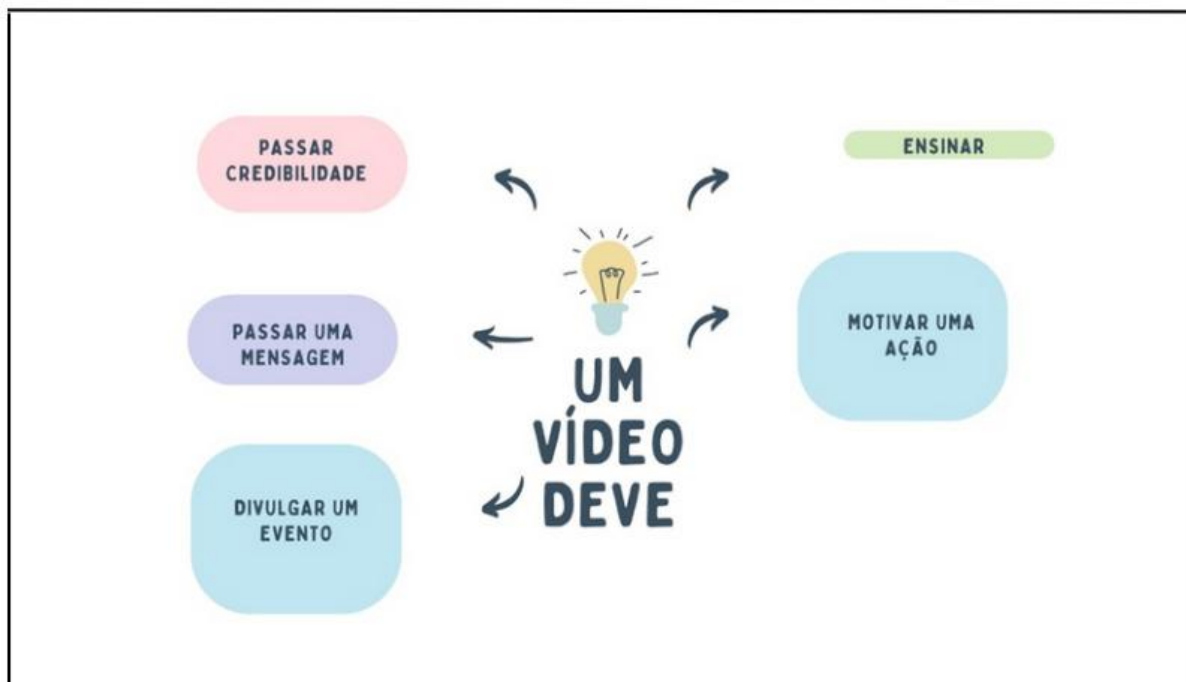 PASSAR
CREDIBILIDADE
PASSAR UMA
MENSAGEM
DIVULGAR UM
EVENTO
UM
VÍDEO
DEVE
ENSINAR
MOTIVAR UMA
AÇÃO